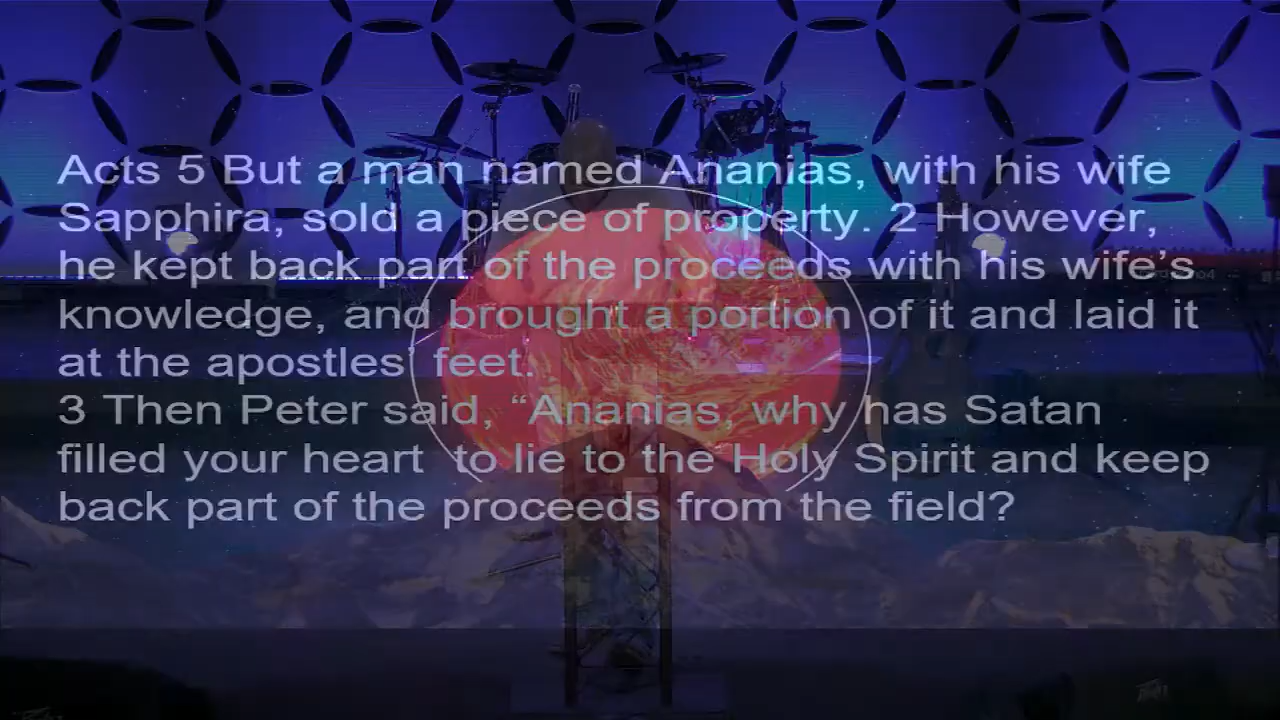 Acts 5 But a man named Ananias, with his wife
Sapphira, sold a piece of property. 2 However,
he kept back part of the proceeds with his wife’s
knowledge, and brought a portion of it and laid it
at the apostles’ feet.
3 Then Peter said, “Ananias, why has Satan
filled your heart to lie to the Holy Spirit and keep
back part of the proceeds from the field?